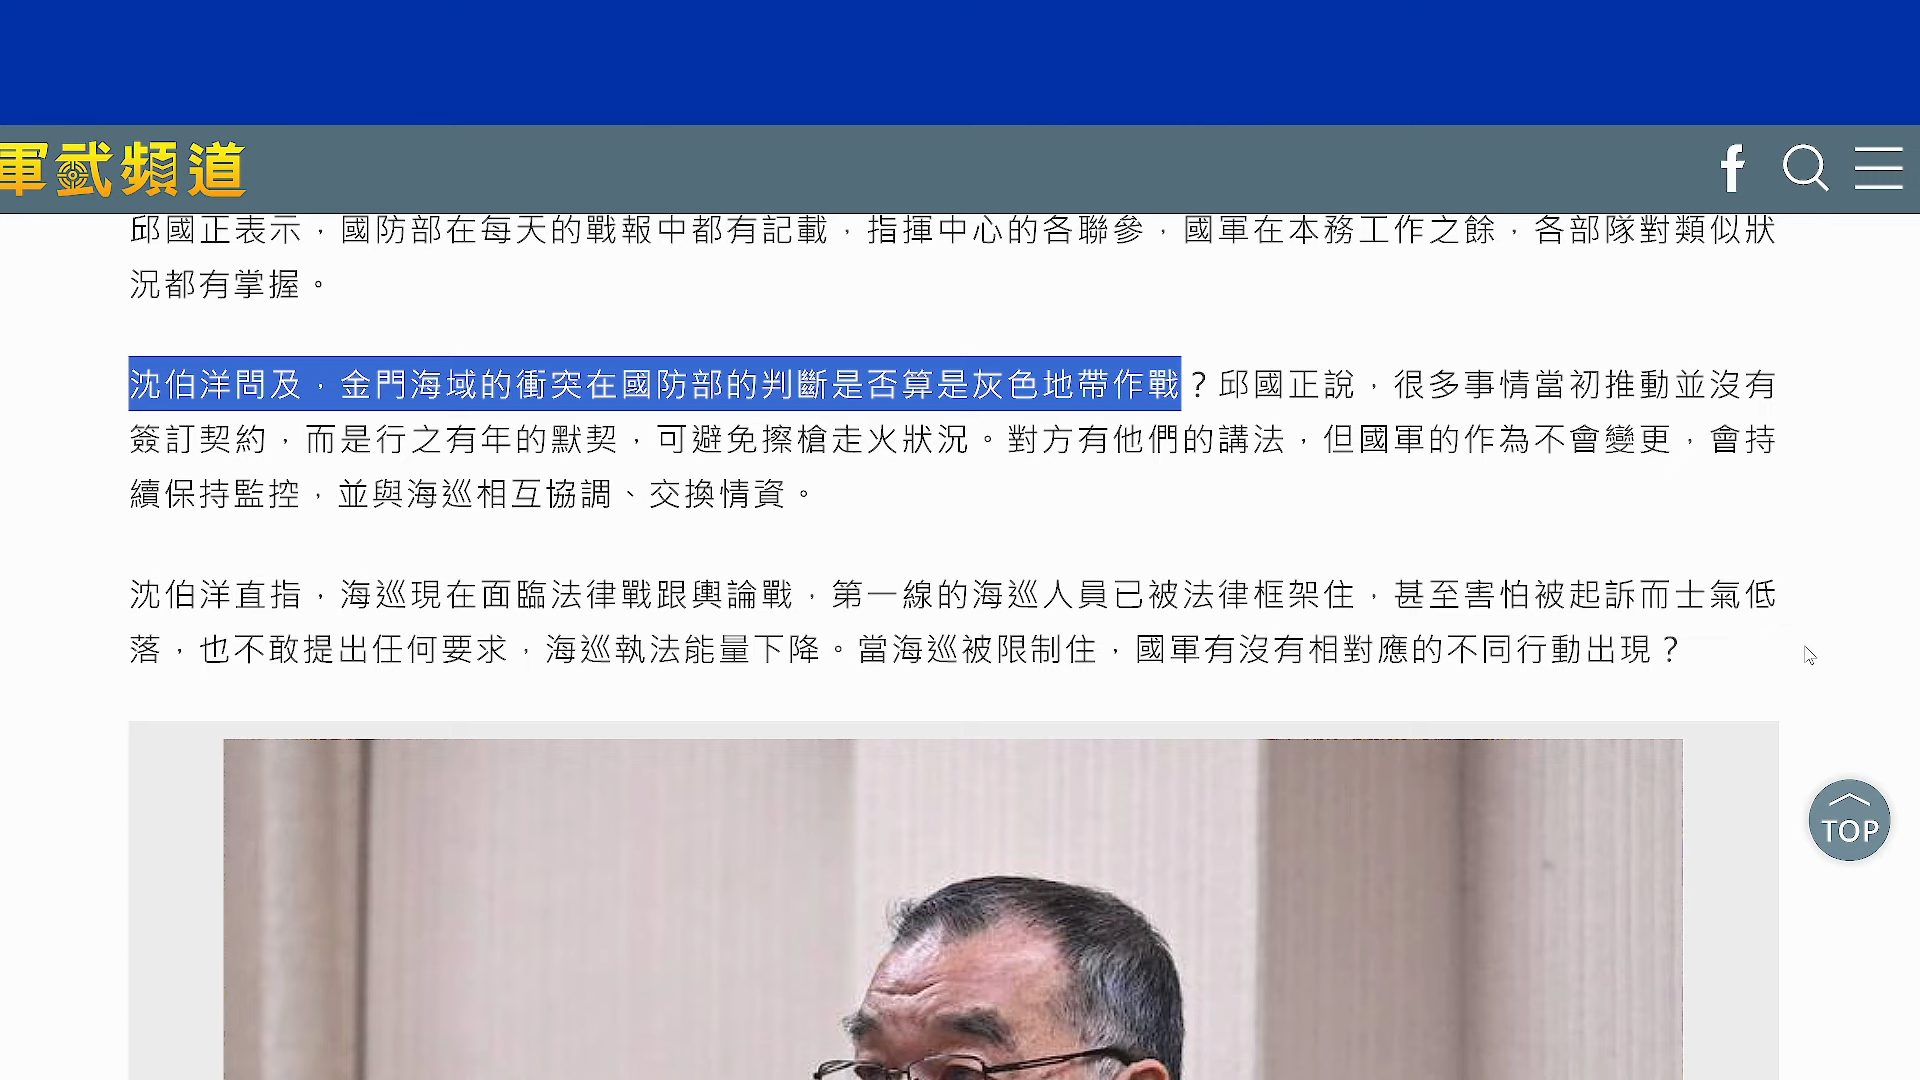 軍武頻道
邱國正表示，國防部在每天的戰報中都有記載，指揮中心的各聯參，國軍在本務工作之餘，各部隊對類似狀
況都有掌握。
沈伯洋問及，金門海域的衝突在國防部的判斷是否算是灰色地帶作戰？邱國正說，很多事情當初推動並沒有
簽訂契約，而是行之有年的默契，可避免擦槍走火狀況。對方有他們的講法，但國軍的作為不會變更，會持
續保持監控，並與海巡相互協調、交換情資。
沈伯洋直指，海巡現在面臨法律戰跟輿論戰，第一線的海巡人員已被法律框架住，甚至害怕被起訴而士氣低
落，也不敢提出任何要求，海巡執法能量下降。當海巡被限制住，國軍有沒有相對應的不同行動出現？
TOP